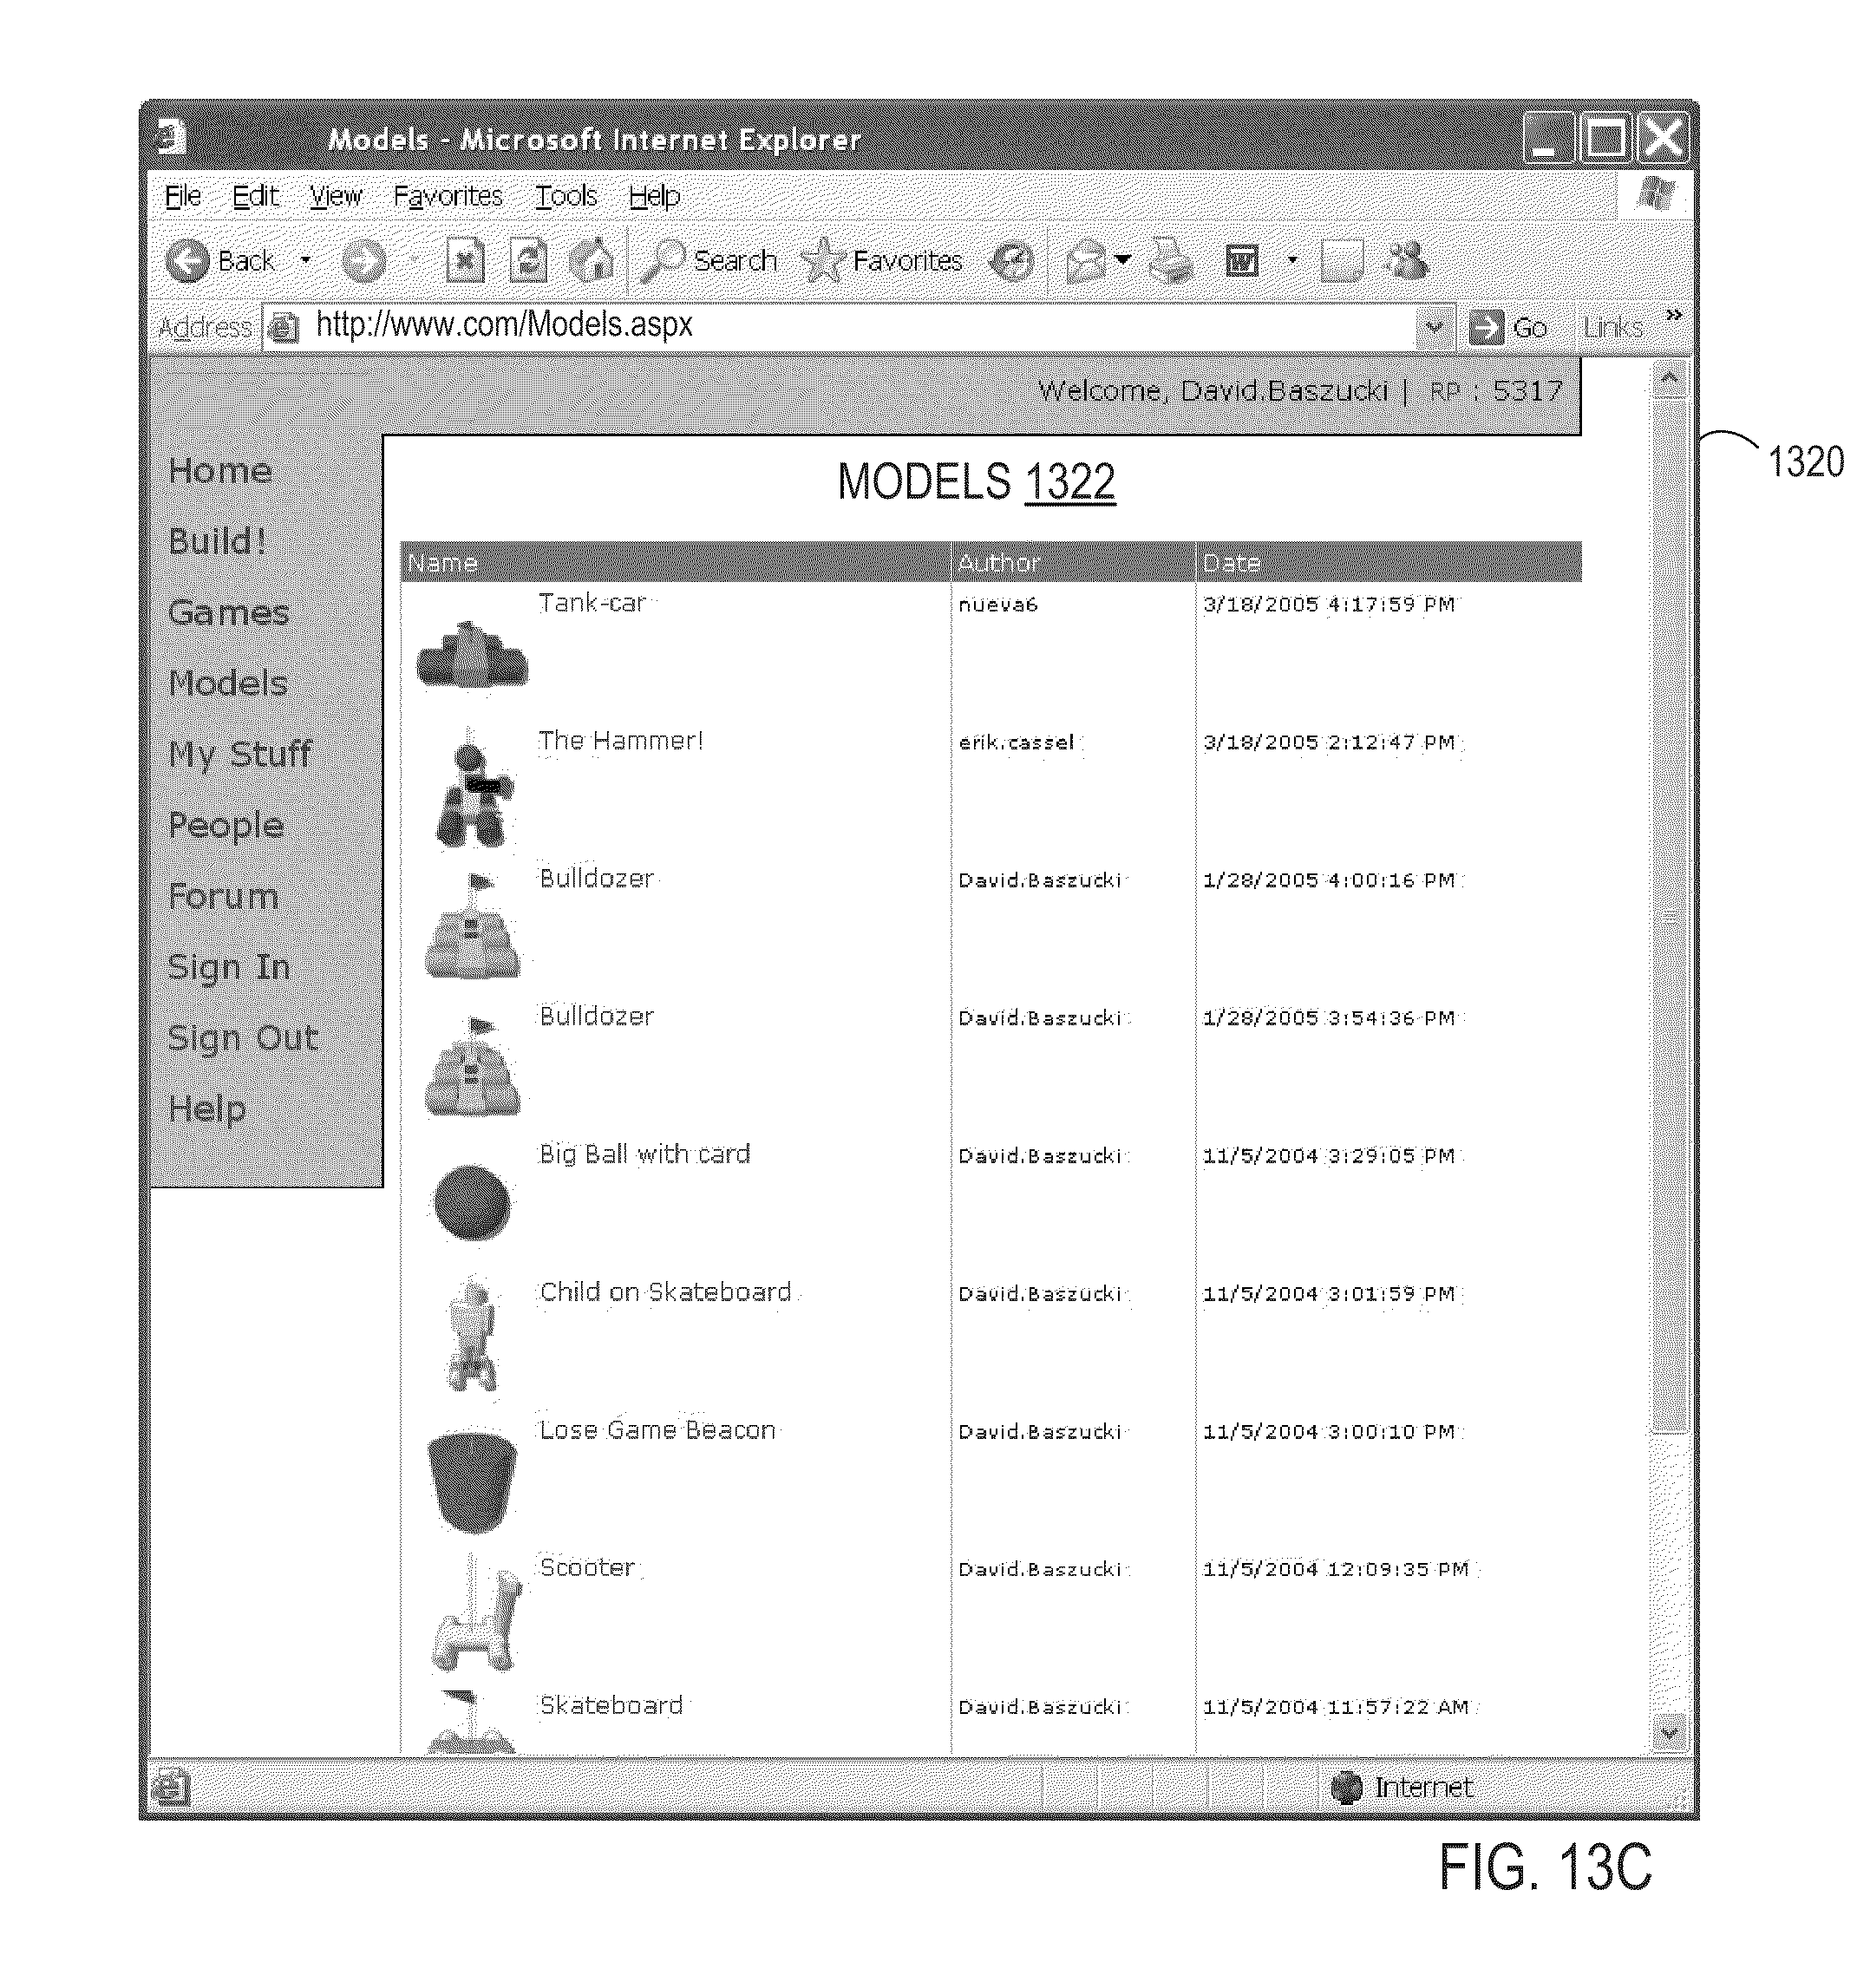 Models - Microsoft Internet Explorer
File Edit View Favorites Tools Help
Back Search Favorites W
Address http://www.com/Models.aspx Go Links »
Welcome, David.Baszucki | RP : 5317
1320
Home
Build!
Games
Models
My Stuff
People
Forum
Sign In
Sign Out
Help
MODELS 1322
Name Author Date
Tank-car nueva6 3/18/2005 4:17:59 PM
The Hammer! erik.cassel 3/18/2005 2:12:47 PM
Bulldozer David.Baszucki 1/28/2005 4:00:16 PM
Bulldozer David.Baszucki 1/28/2005 3:54:36 PM
Big Ball with card David.Baszucki 11/5/2004 3:29:05 PM
Child on Skateboard David.Baszucki 11/5/2004 3:01:59 PM
Lose Game Beacon David.Baszucki 11/5/2004 3:00:10 PM
Scooter David.Baszucki 11/5/2004 12:09:35 PM
Skateboard David.Baszucki 11/5/2004 11:57:22 AM
Internet
FIG. 13C